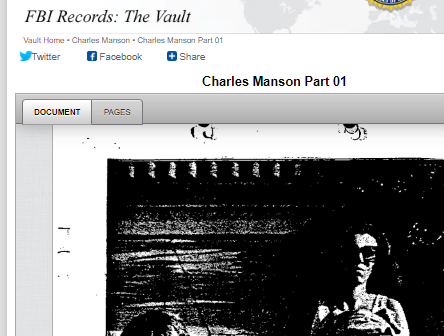 FBI Records: The Vault
Vault Home • Charles Manson • Charles Manson Part 01
Twitter Facebook Share
Charles Manson Part 01
DOCUMENT PAGES